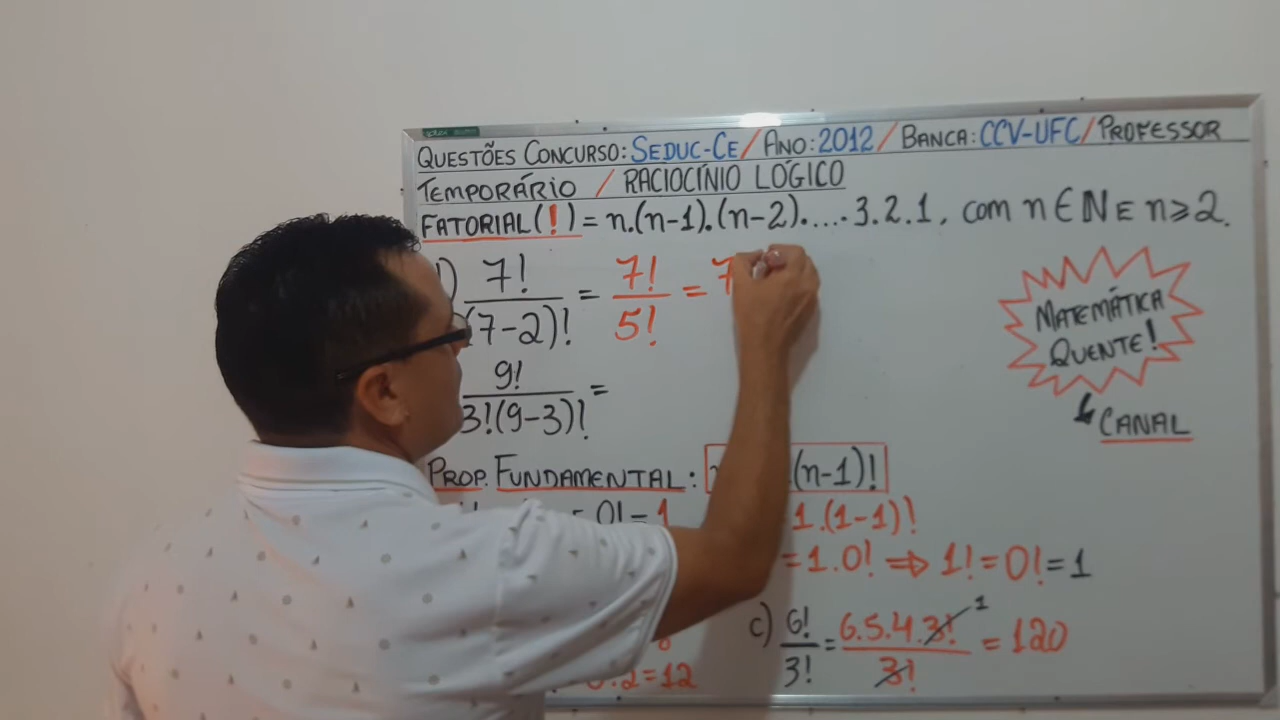 QUESTÕES CONCURSO: SEDUC-CE / ANO: 2012 / BANCA: CCV-UFC / PROFESSOR
TEMPORÁRIO / RACIOCÍNIO LÓGICO
FATORIAL (!) = n.(n-1).(n-2).....3.2.1, com n ∈ N E n ⩾ 2.
) 7!/(7-2)! = 7!/5! = 7
9!/3!(9-3)! =
MATEMÁTICA
QUENTE!
CANAL
PROP. FUNDAMENTAL: (n-1)!
0! = 1
1.(1-1)!
= 1.0! ⇒ 1! = 0! = 1
c) 6!/3! = 6.5.4.3!/3! = 120
1
.2 = 12